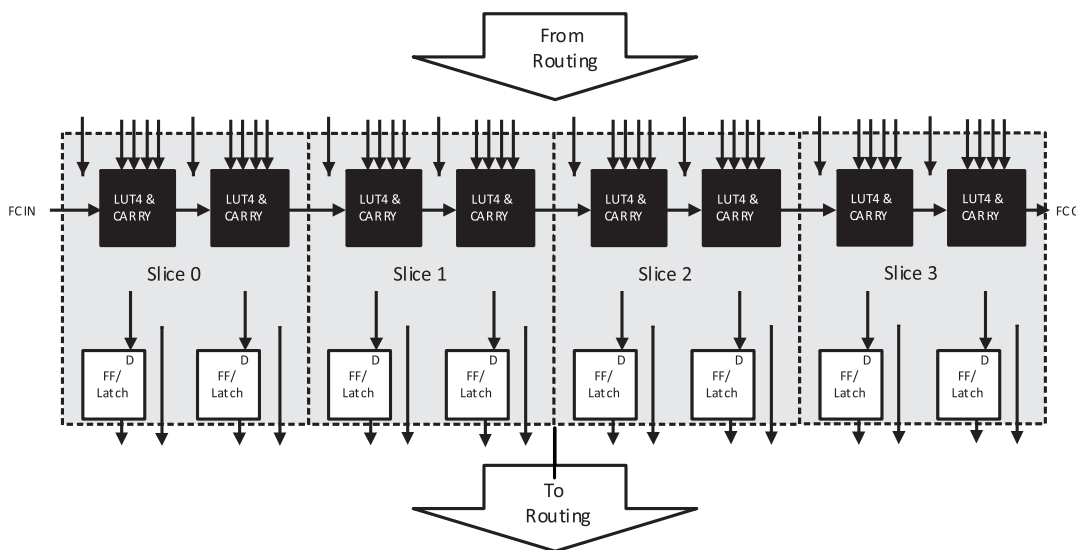 From
Routing
LUT4 &
CARRY
LUT4 &
CARRY
LUT4 &
CARRY
LUT4 &
CARRY
LUT4 &
CARRY
LUT4 &
CARRY
LUT4 &
CARRY
LUT4 &
CARRY
FCIN
Slice 0
Slice 1
Slice 2
Slice 3
D
FF/
Latch
D
FF/
Latch
D
FF/
Latch
D
FF/
Latch
D
FF/
Latch
D
FF/
Latch
D
FF/
Latch
D
FF/
Latch
To
Routing